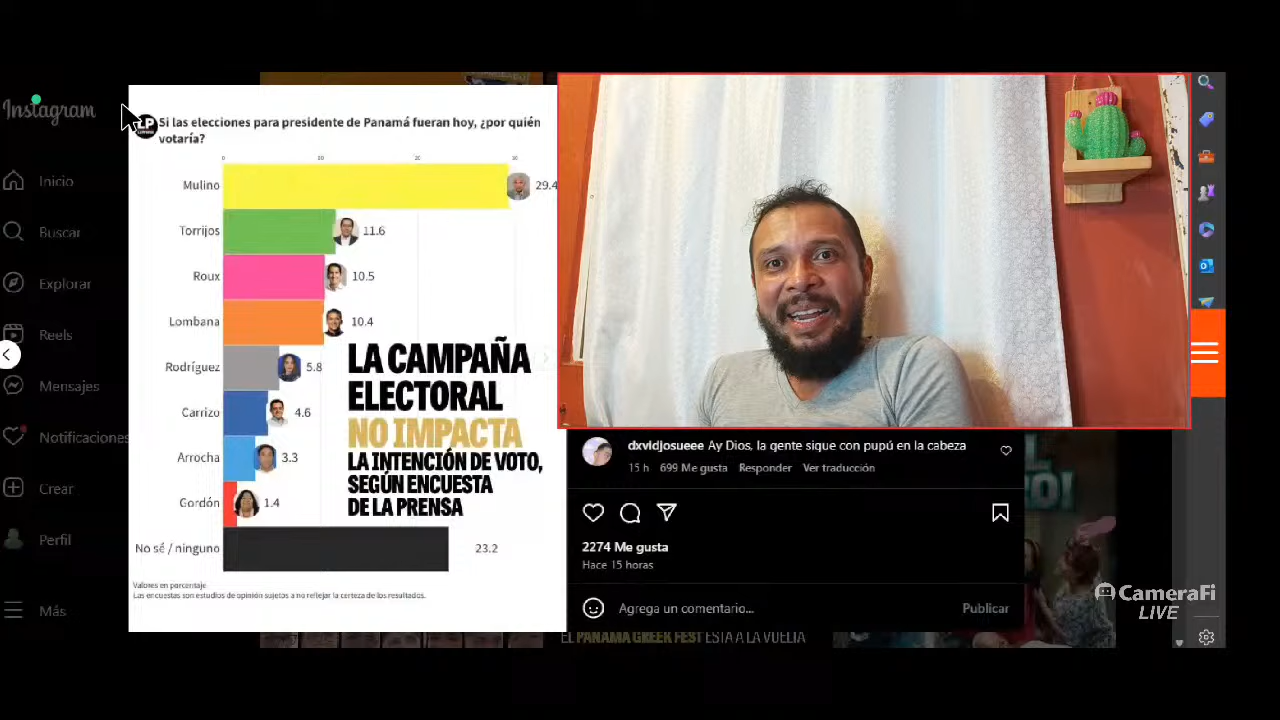 Instagram
Inicio
Buscar
Explorar
Reels
Mensajes
Notificaciones
Crear
Perfil
Más
LP
Si las elecciones para presidente de Panamá fueran hoy, ¿por quién
votaría?
0 10 20 30
Mulino 29.4
Torrijos 11.6
Roux 10.5
Lombana 10.4
Rodríguez 5.8
Carrizo 4.6
Arrocha 3.3
Gordón 1.4
No sé / ninguno 23.2
LA CAMPAÑA
ELECTORAL
NO IMPACTA
LA INTENCIÓN DE VOTO,
SEGÚN ENCUESTA
DE LA PRENSA
Valores en porcentaje
Las encuestas son estudios de opinión sujetos a no reflejar la certeza de los resultados.
dxvidjosueee Ay Dios, la gente sique con pupú en la cabeza
15 h 699 Me gusta Responder Ver traducción
2274 Me gusta
Hace 15 horas
Agrega un comentario... Publicar
CameraFi
LIVE
EL PANAMA GREEK FEST ESTÁ A LA VUELTA